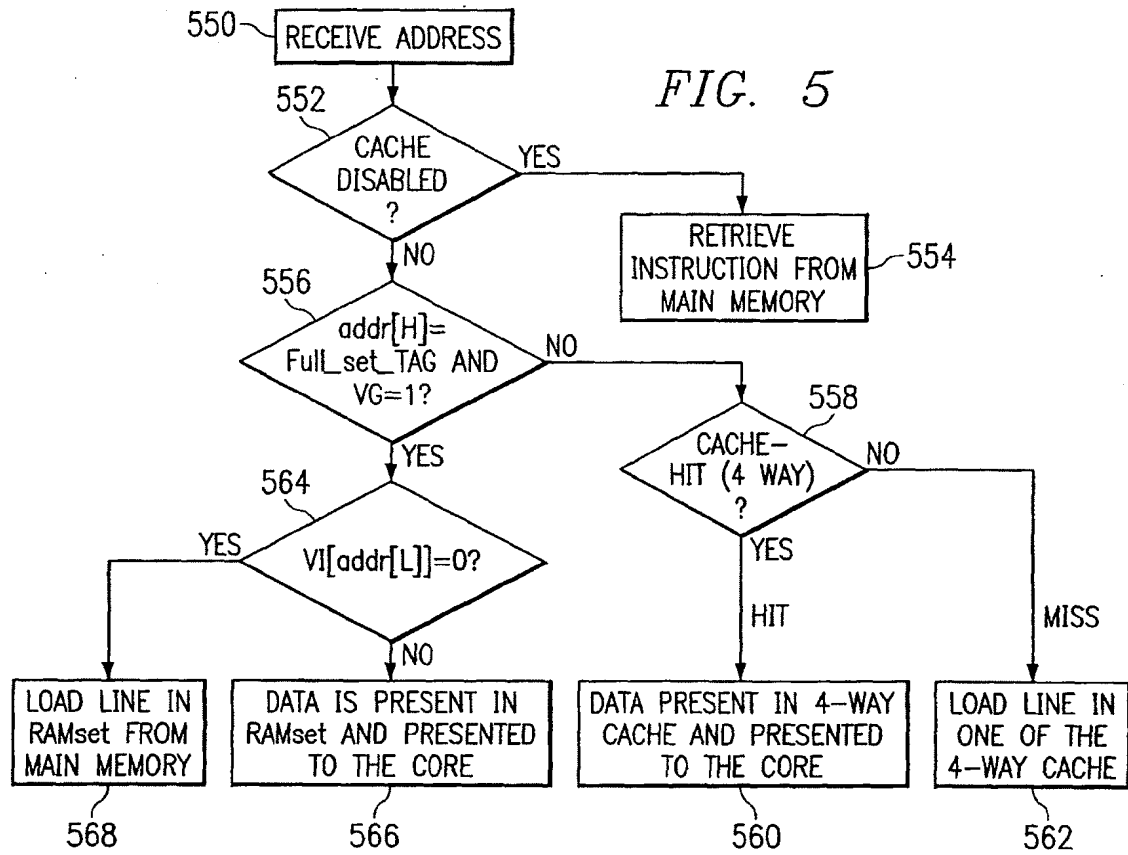 550
RECEIVE ADDRESS
FIG. 5
552
CACHE
DISABLED
?
YES
NO
RETRIEVE
INSTRUCTION FROM
MAIN MEMORY
554
556
addr[H]=
Full_set_TAG AND
VG=1?
NO
YES
558
CACHE-
HIT (4 WAY)
?
NO
YES
564
VI[addr[L]]=0?
YES
NO
HIT
MISS
LOAD LINE IN
RAMset FROM
MAIN MEMORY
568
DATA IS PRESENT IN
RAMset AND PRESENTED
TO THE CORE
566
DATA PRESENT IN 4-WAY
CACHE AND PRESENTED
TO THE CORE
560
LOAD LINE IN
ONE OF THE
4-WAY CACHE
562